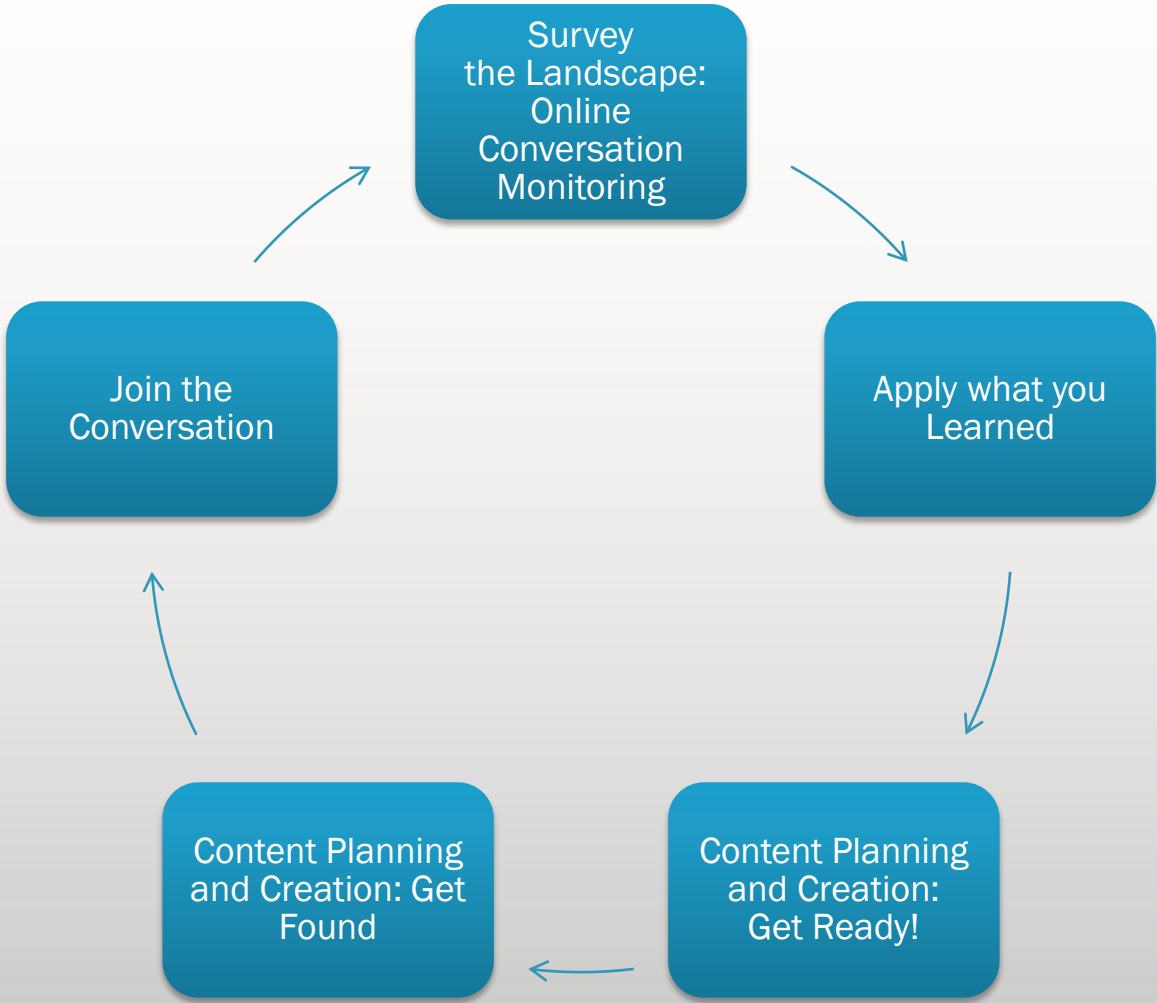 Survey
the Landscape:
Online
Conversation
Monitoring
Apply what you
Learned
Content Planning
and Creation:
Get Ready!
Content Planning
and Creation: Get
Found
Join the
Conversation